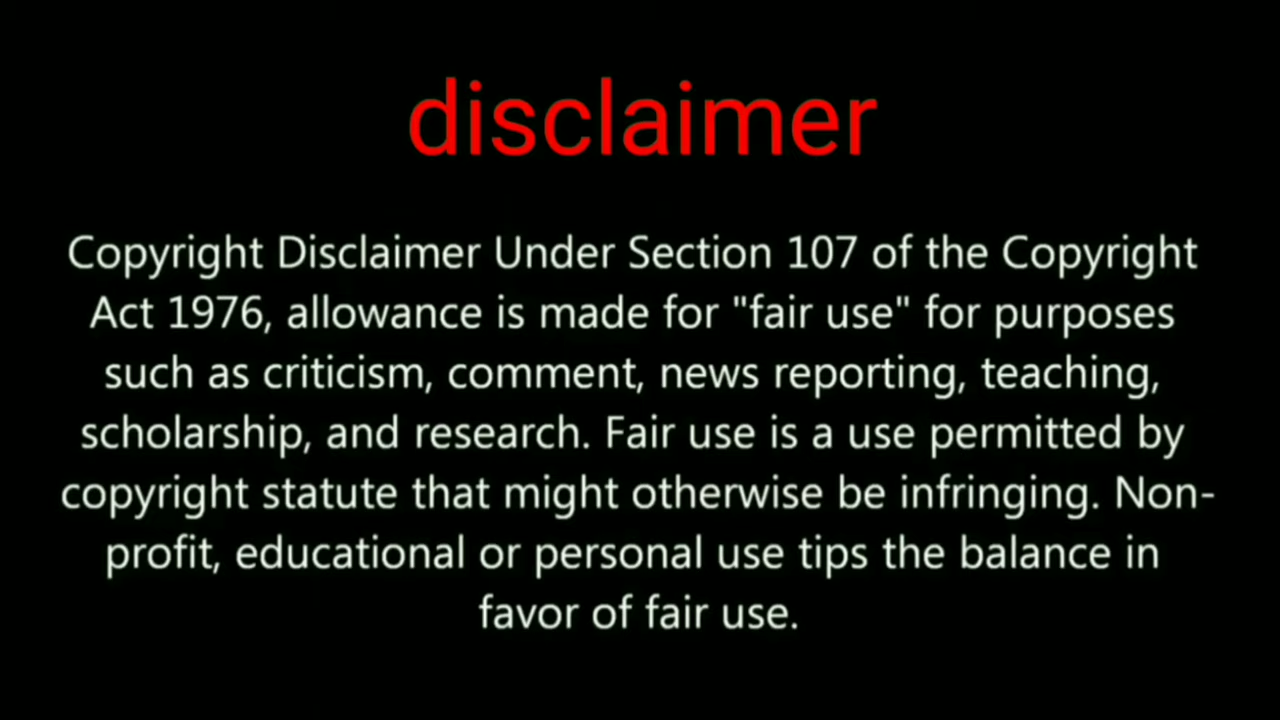 disclaimer
Copyright Disclaimer Under Section 107 of the Copyright
Act 1976, allowance is made for "fair use" for purposes
such as criticism, comment, news reporting, teaching,
scholarship, and research. Fair use is a use permitted by
copyright statute that might otherwise be infringing. Non-
profit, educational or personal use tips the balance in
favor of fair use.